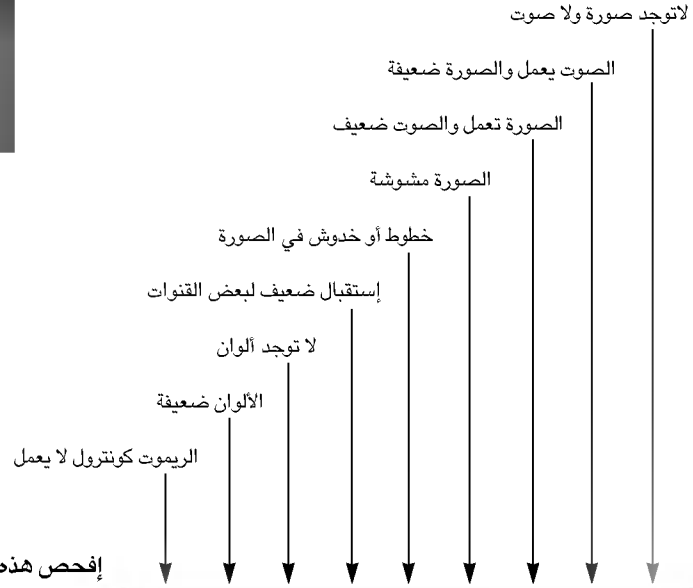 لاتوجد صورة ولا صوت
الصوت يعمل والصورة ضعيفة
الصورة تعمل والصوت ضعيف
الصورة مشوشة
خطوط أو خدوش في الصورة
إستقبال ضعيف لبعض القنوات
لا توجد ألوان
الألوان ضعيفة
الريموت كونترول لا يعمل
إفحص